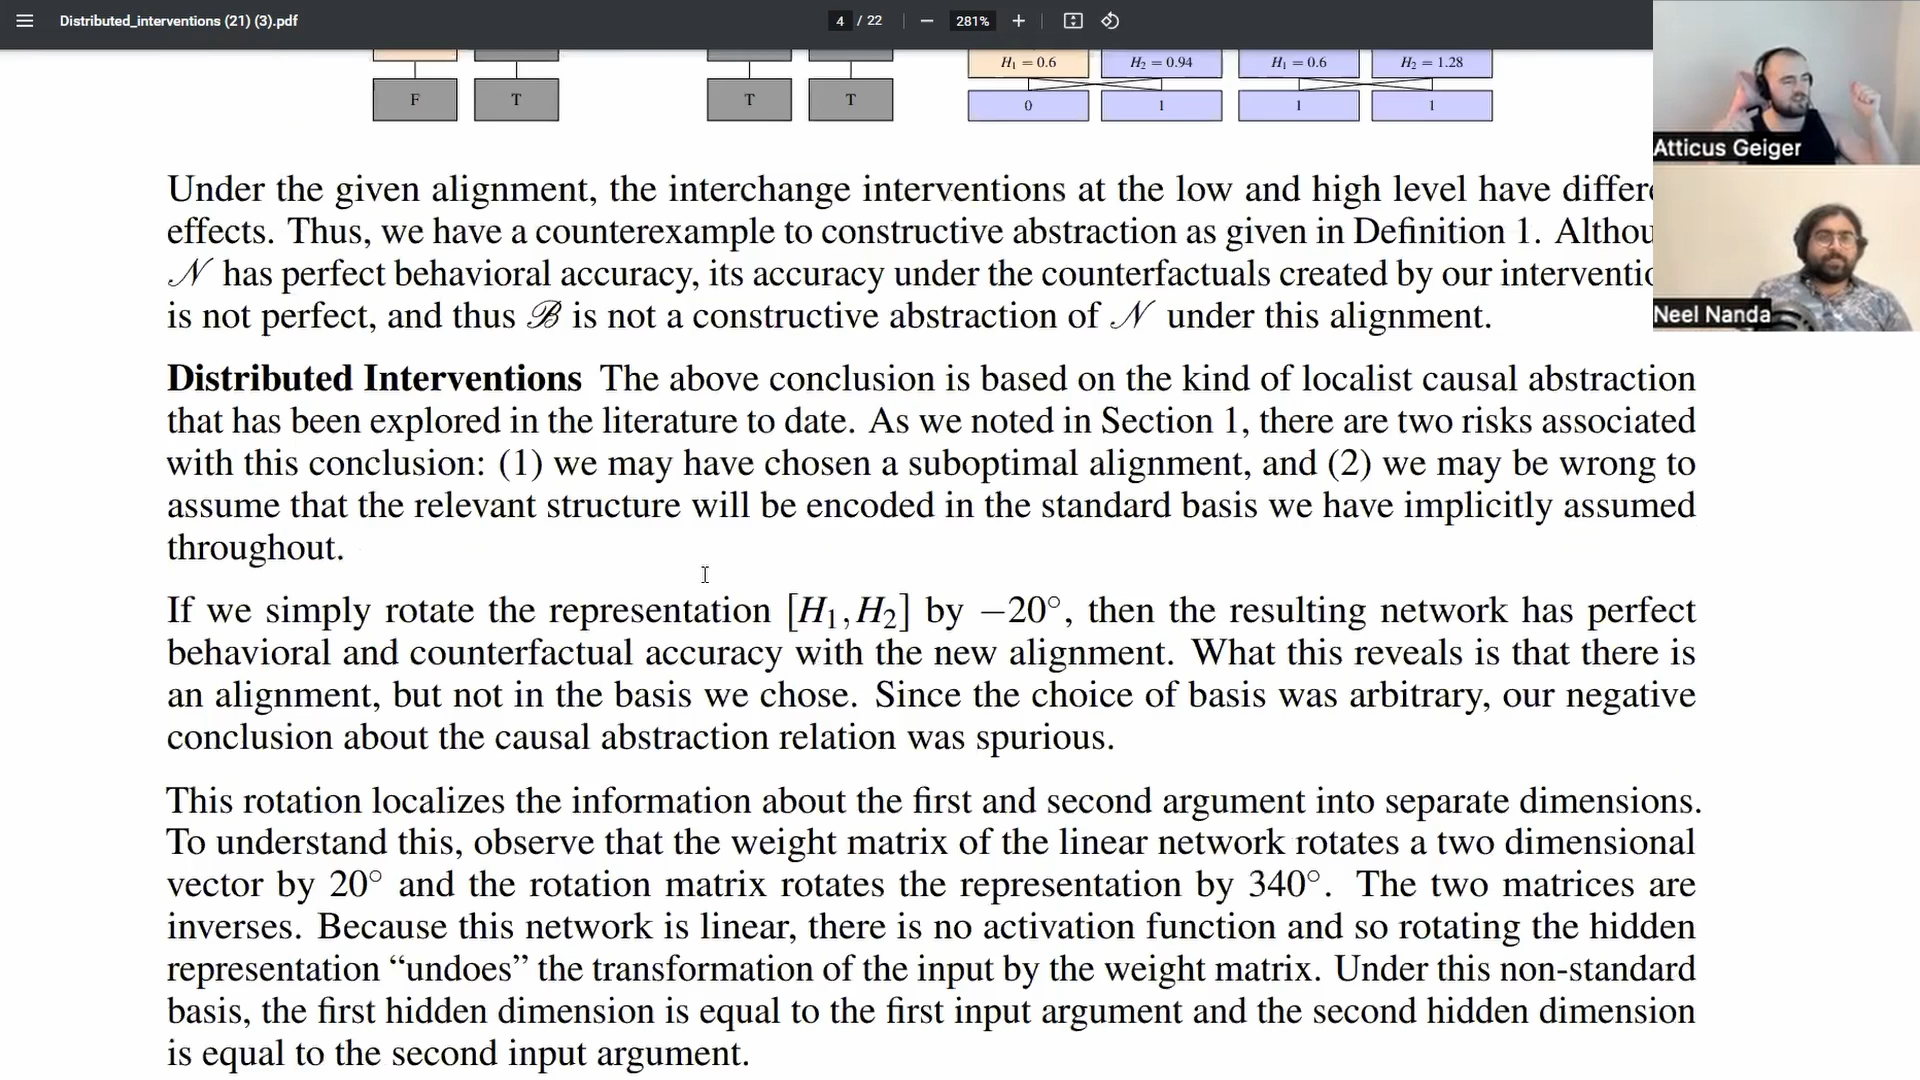 Distributed_interventions (21) (3).pdf
4 / 22
281%
H₁ = 0.6 H₂ = 0.94 H₁ = 0.6 H₂ = 1.28
F T T T 0 1 1 1
Atticus Geiger
Under the given alignment, the interchange interventions at the low and high level have differe
effects. Thus, we have a counterexample to constructive abstraction as given in Definition 1. Althou
𝒩 has perfect behavioral accuracy, its accuracy under the counterfactuals created by our interventio
is not perfect, and thus ℬ is not a constructive abstraction of 𝒩 under this alignment.
Neel Nanda
Distributed Interventions The above conclusion is based on the kind of localist causal abstraction
that has been explored in the literature to date. As we noted in Section 1, there are two risks associated
with this conclusion: (1) we may have chosen a suboptimal alignment, and (2) we may be wrong to
assume that the relevant structure will be encoded in the standard basis we have implicitly assumed
throughout.
If we simply rotate the representation [H₁, H₂] by −20°, then the resulting network has perfect
behavioral and counterfactual accuracy with the new alignment. What this reveals is that there is
an alignment, but not in the basis we chose. Since the choice of basis was arbitrary, our negative
conclusion about the causal abstraction relation was spurious.
This rotation localizes the information about the first and second argument into separate dimensions.
To understand this, observe that the weight matrix of the linear network rotates a two dimensional
vector by 20° and the rotation matrix rotates the representation by 340°. The two matrices are
inverses. Because this network is linear, there is no activation function and so rotating the hidden
representation “undoes” the transformation of the input by the weight matrix. Under this non-standard
basis, the first hidden dimension is equal to the first input argument and the second hidden dimension
is equal to the second input argument.